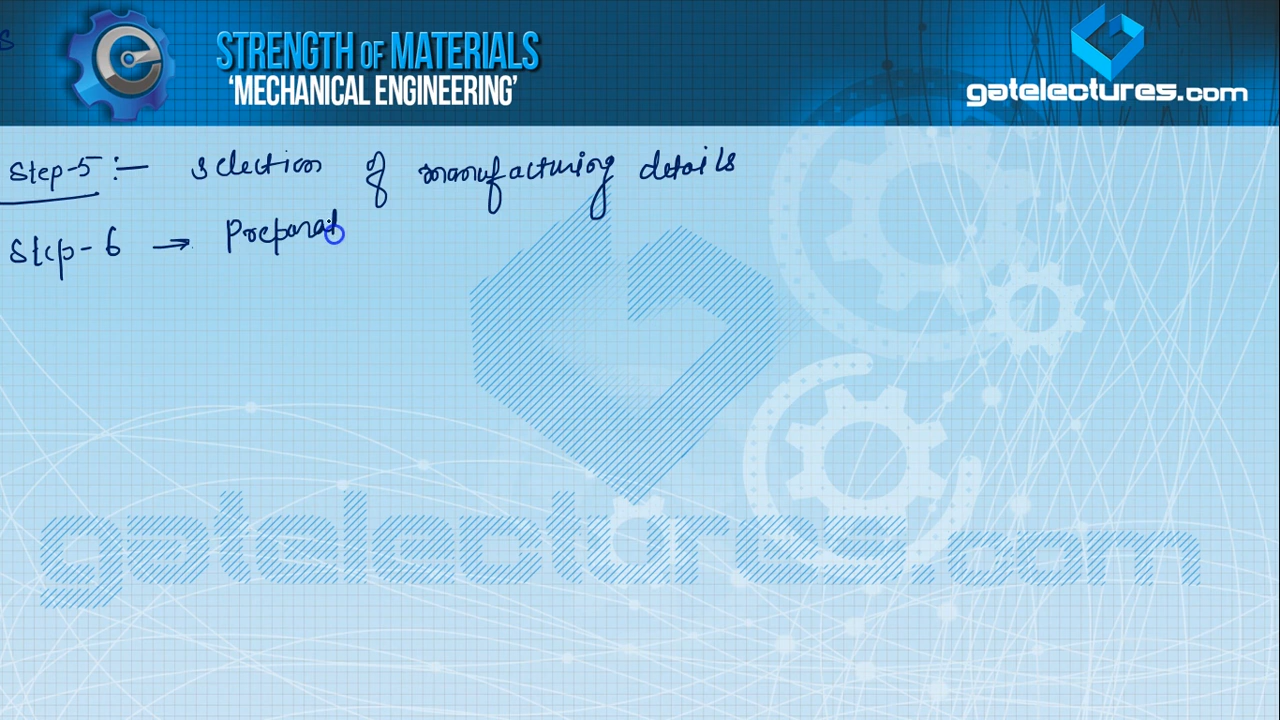 s
STRENGTH OF MATERIALS
'MECHANICAL ENGINEERING'
gatelectures.com
Step-5 :- selection of manufacturing details
Step-6 → Preparat
gatelectures.com